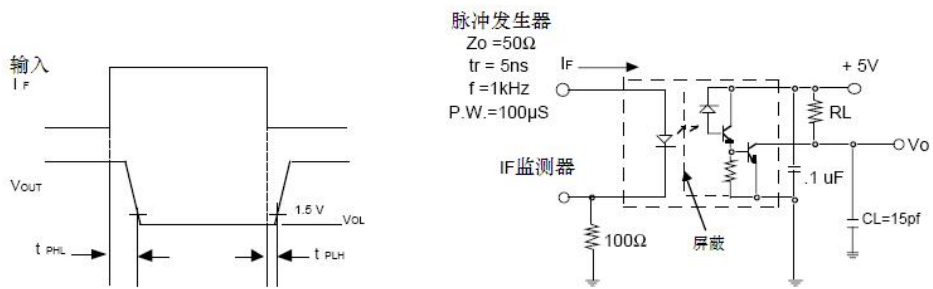 输入
I F
VOUT
1.5 V
VOL
t PHL
t PLH
脉冲发生器
Zo =50Ω
tr = 5ns
f =1kHz
P.W.=100µS
IF
IF监测器
100Ω
屏蔽
+ 5V
RL
Vo
.1 uF
CL=15pf